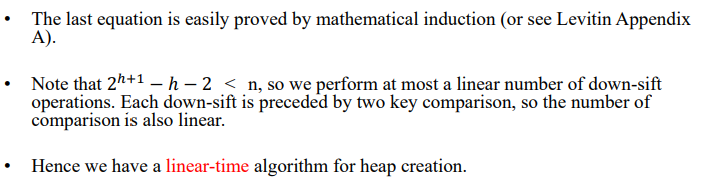 • The last equation is easily proved by mathematical induction (or see Levitin Appendix
A).
• Note that 2^{h+1} − h − 2 < n, so we perform at most a linear number of down-sift
operations. Each down-sift is preceded by two key comparison, so the number of
comparison is also linear.
• Hence we have a linear-time algorithm for heap creation.